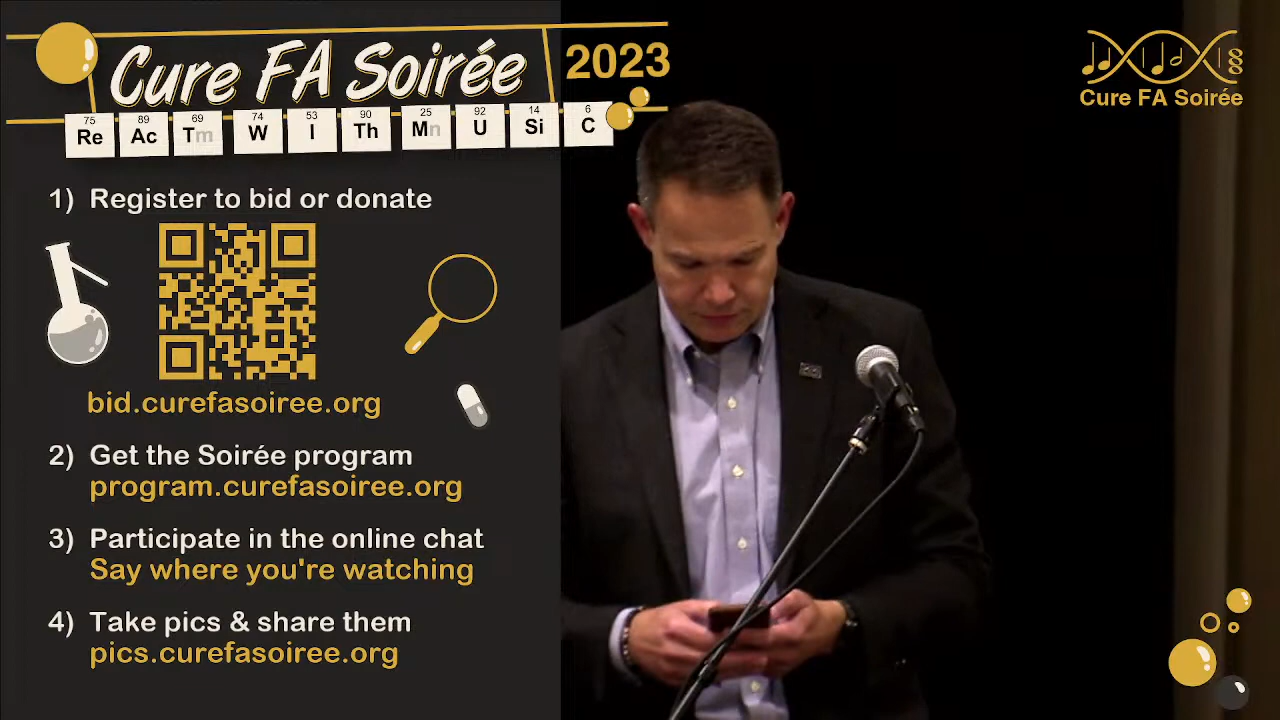 Cure FA Soirée 2023
75 89 69 74 53 90 25 92 14 6
Re Ac Tm W I Th Mn U Si C
1) Register to bid or donate
bid.curefasoiree.org
2) Get the Soirée program
program.curefasoiree.org
3) Participate in the online chat
Say where you're watching
4) Take pics & share them
pics.curefasoiree.org
Cure FA Soirée